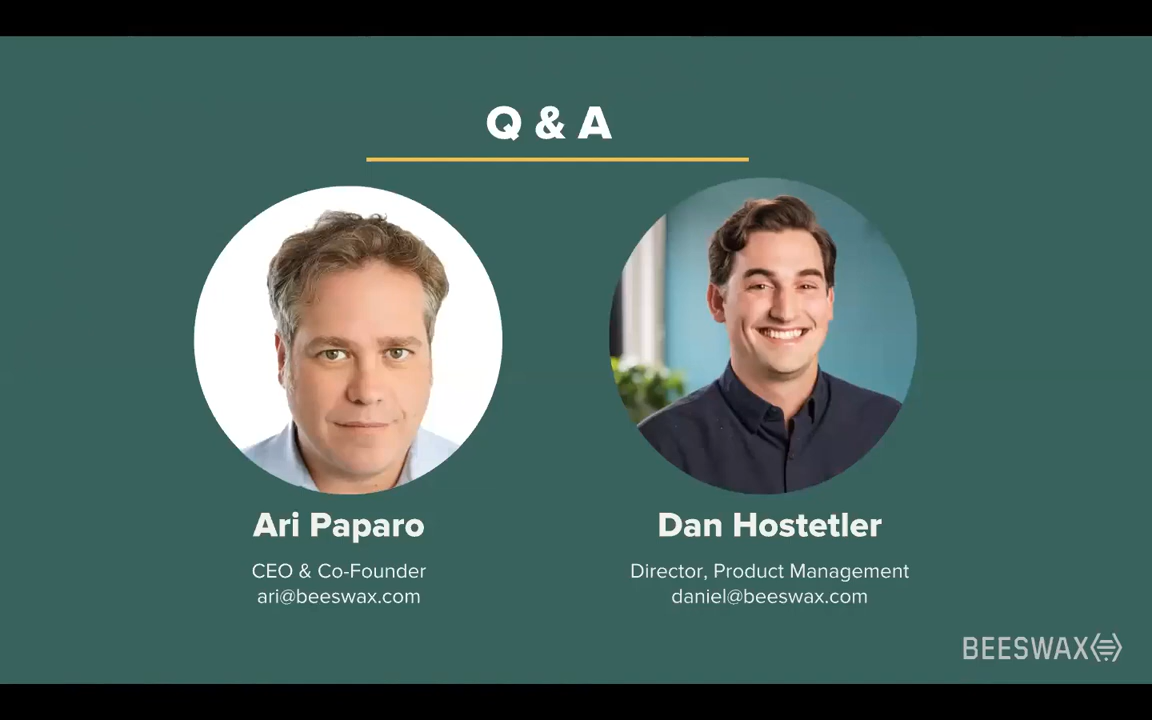 Q & A
Ari Paparo
CEO & Co-Founder
ari@beeswax.com
Dan Hostetler
Director, Product Management
daniel@beeswax.com
BEESWAX